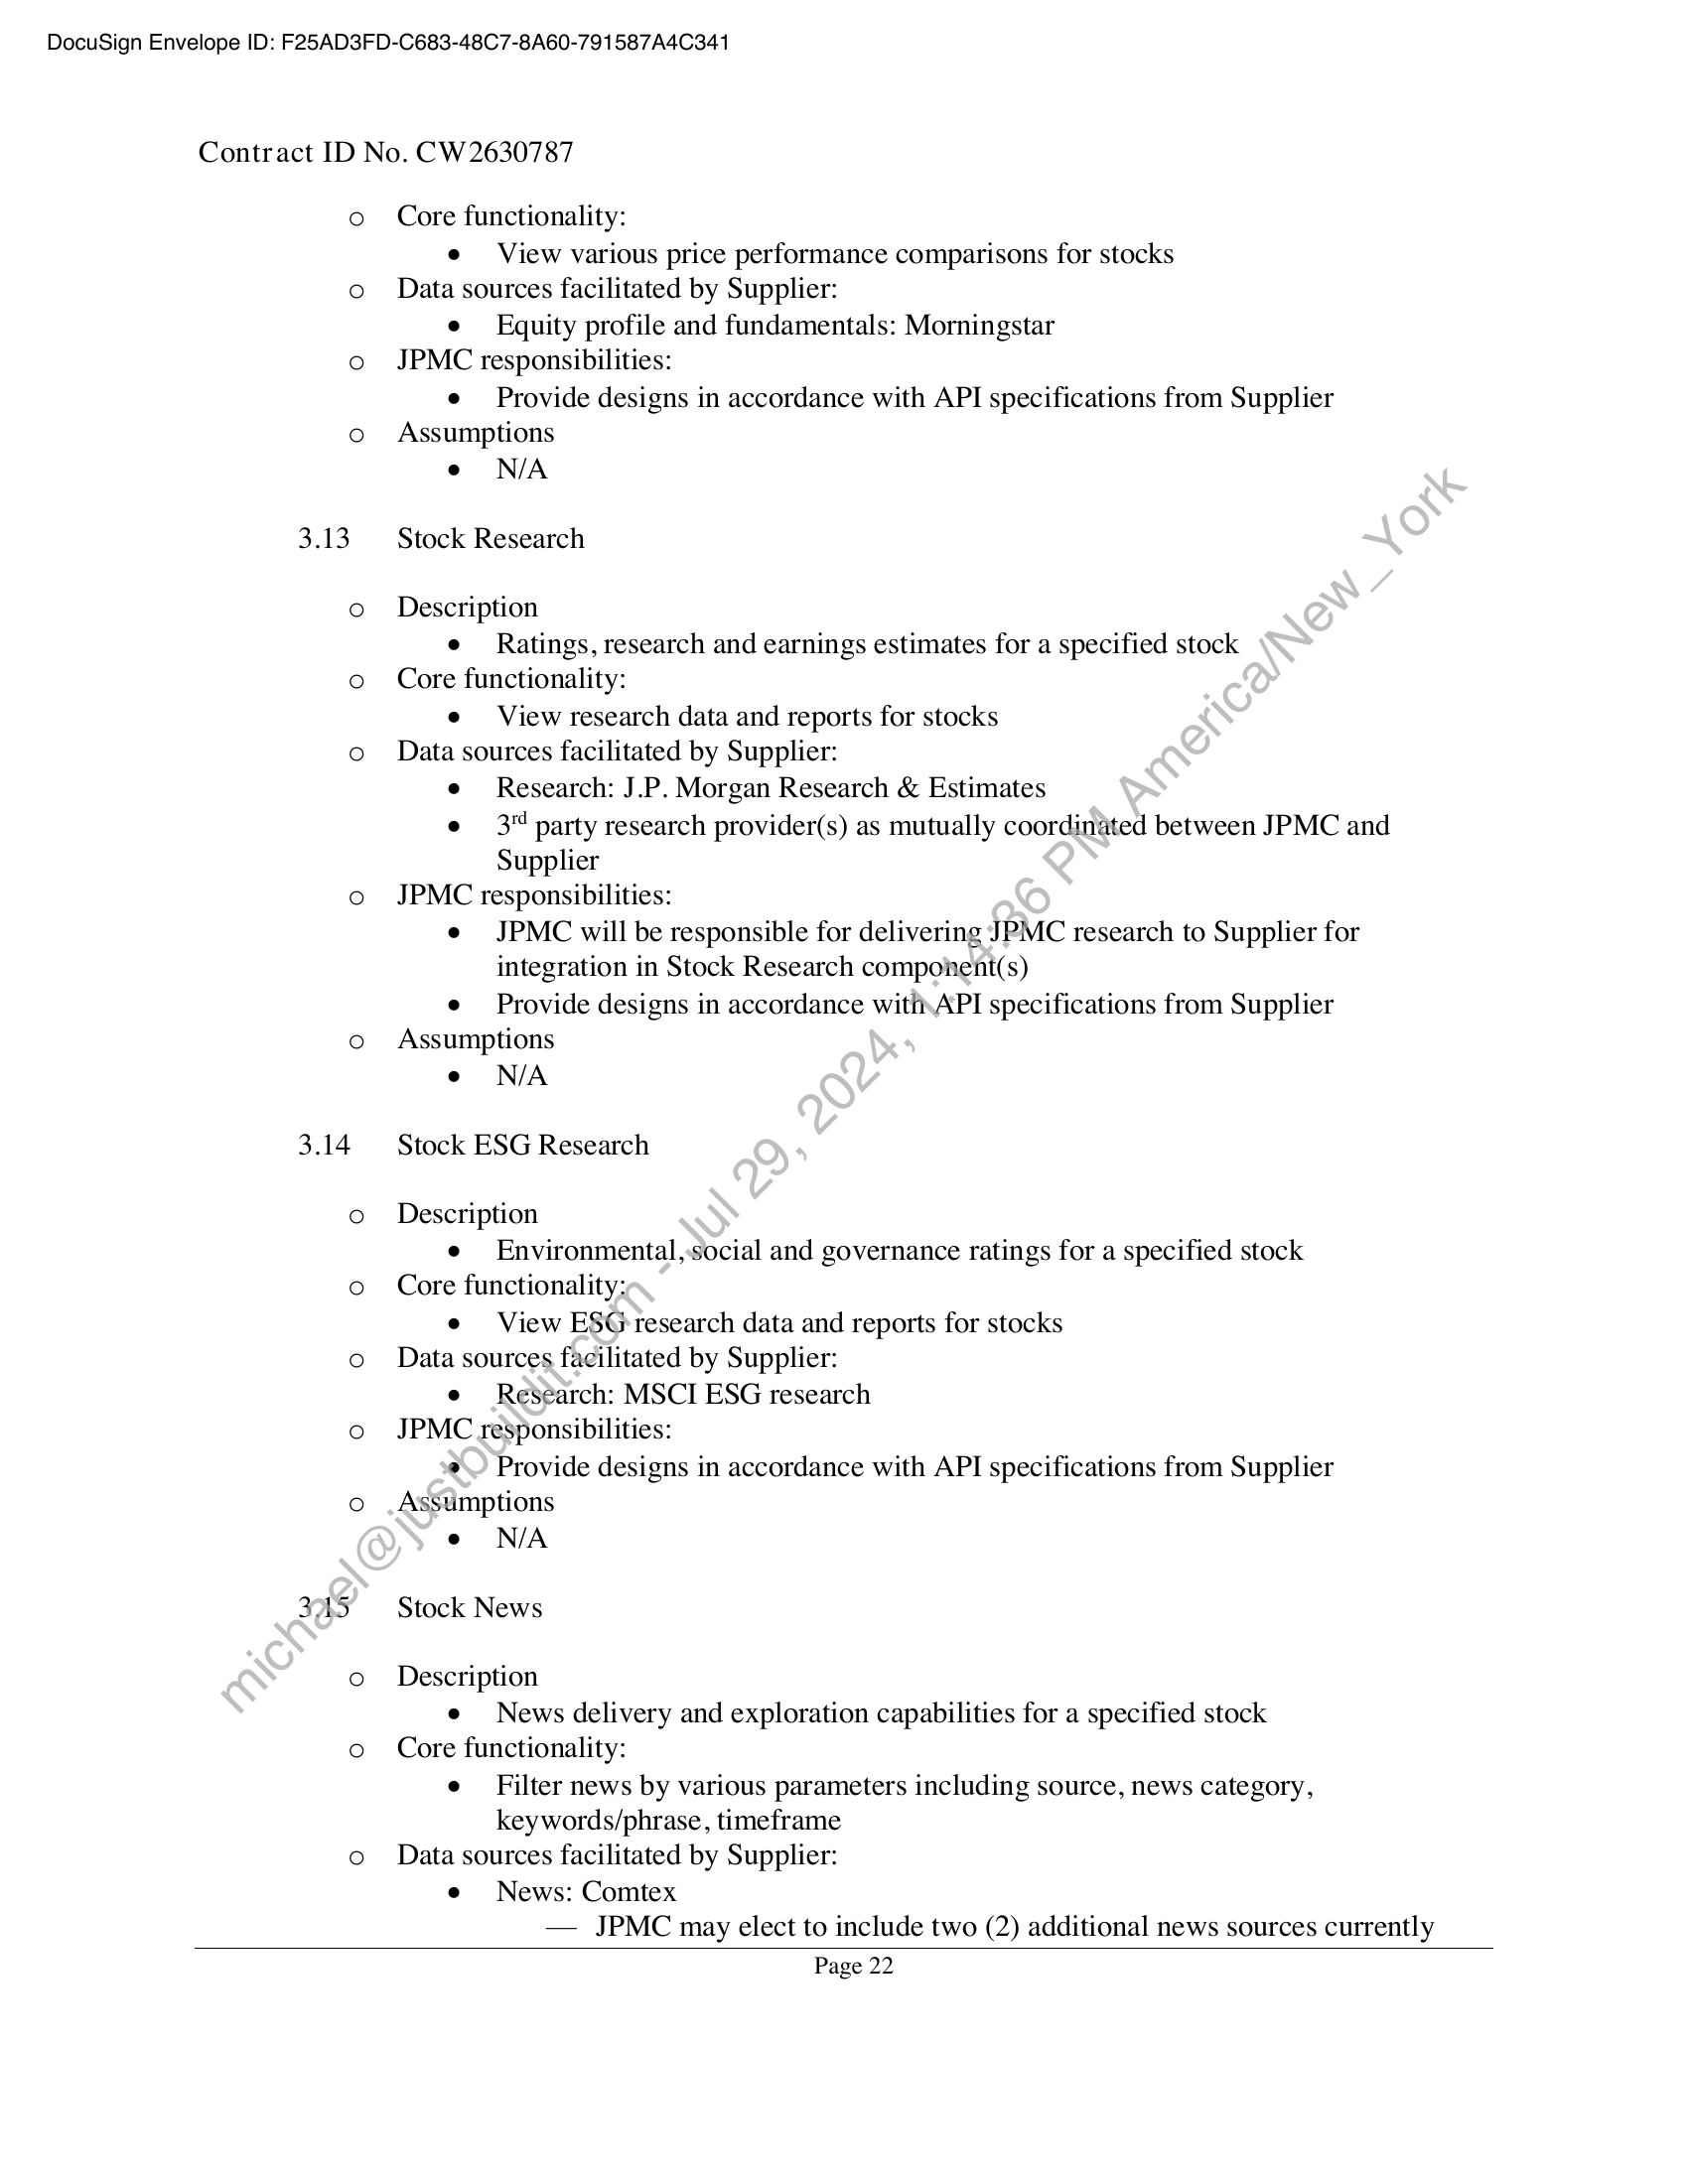 DocuSign Envelope ID: F25AD3FD-C683-48C7-8A60-791587A4C341
Contract ID No. CW2630787
o Core functionality:
• View various price performance comparisons for stocks
o Data sources facilitated by Supplier:
• Equity profile and fundamentals: Morningstar
o JPMC responsibilities:
• Provide designs in accordance with API specifications from Supplier
o Assumptions
• N/A
3.13 Stock Research
o Description
• Ratings, research and earnings estimates for a specified stock
o Core functionality:
• View research data and reports for stocks
o Data sources facilitated by Supplier:
• Research: J.P. Morgan Research & Estimates
• 3rd party research provider(s) as mutually coordinated between JPMC and
Supplier
o JPMC responsibilities:
• JPMC will be responsible for delivering JPMC research to Supplier for
integration in Stock Research component(s)
• Provide designs in accordance with API specifications from Supplier
o Assumptions
• N/A
3.14 Stock ESG Research
o Description
• Environmental, social and governance ratings for a specified stock
o Core functionality:
• View ESG research data and reports for stocks
o Data sources facilitated by Supplier:
• Research: MSCI ESG research
o JPMC responsibilities:
• Provide designs in accordance with API specifications from Supplier
o Assumptions
• N/A
3.15 Stock News
o Description
• News delivery and exploration capabilities for a specified stock
o Core functionality:
• Filter news by various parameters including source, news category,
keywords/phrase, timeframe
o Data sources facilitated by Supplier:
• News: Comtex
— JPMC may elect to include two (2) additional news sources currently
Page 22
michael@justbuildit.com - Jul 29, 2024, 1:14:36 PM America/New_York